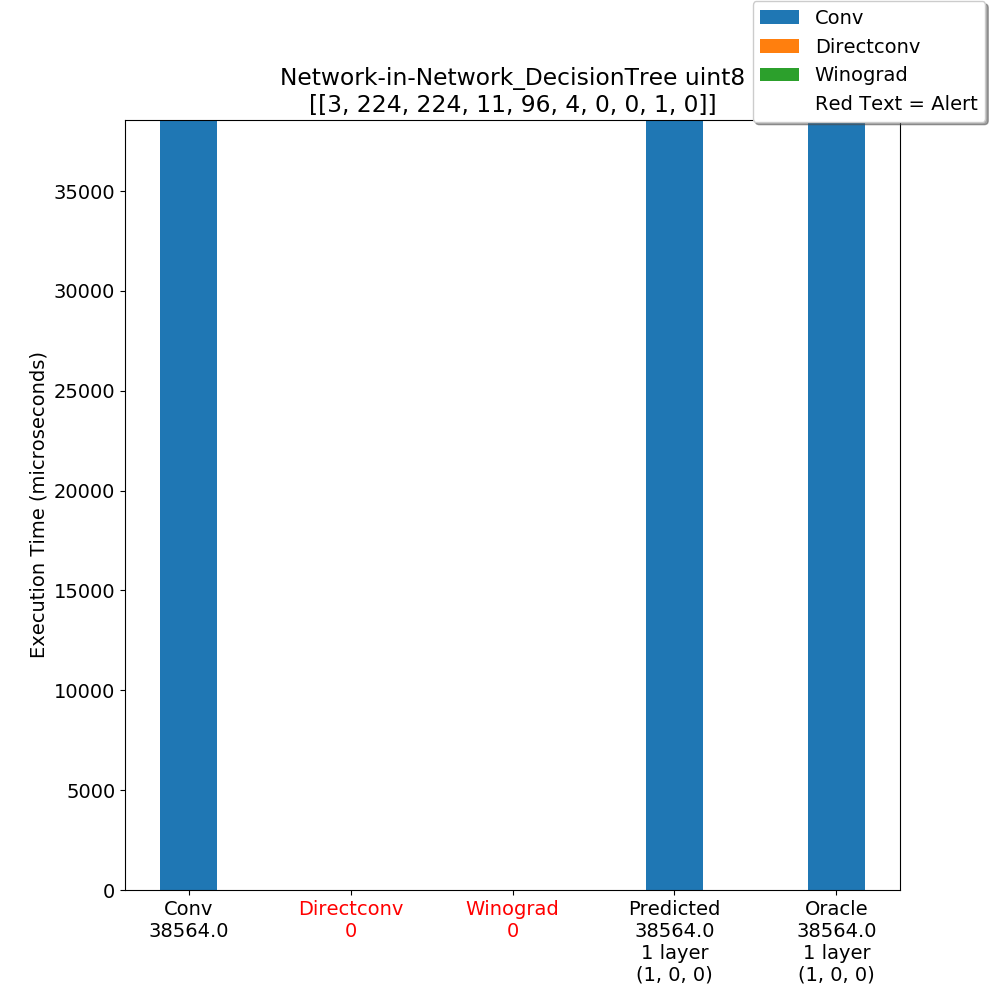 Conv
Directconv
Winograd
Red Text = Alert
Network-in-Network_DecisionTree uint8
[[3, 224, 224, 11, 96, 4, 0, 0, 1, 0]]
Execution Time (microseconds)
35000
30000
25000
20000
15000
10000
5000
0
Conv
38564.0
Directconv
0
Winograd
0
Predicted
38564.0
1 layer
(1, 0, 0)
Oracle
38564.0
1 layer
(1, 0, 0)